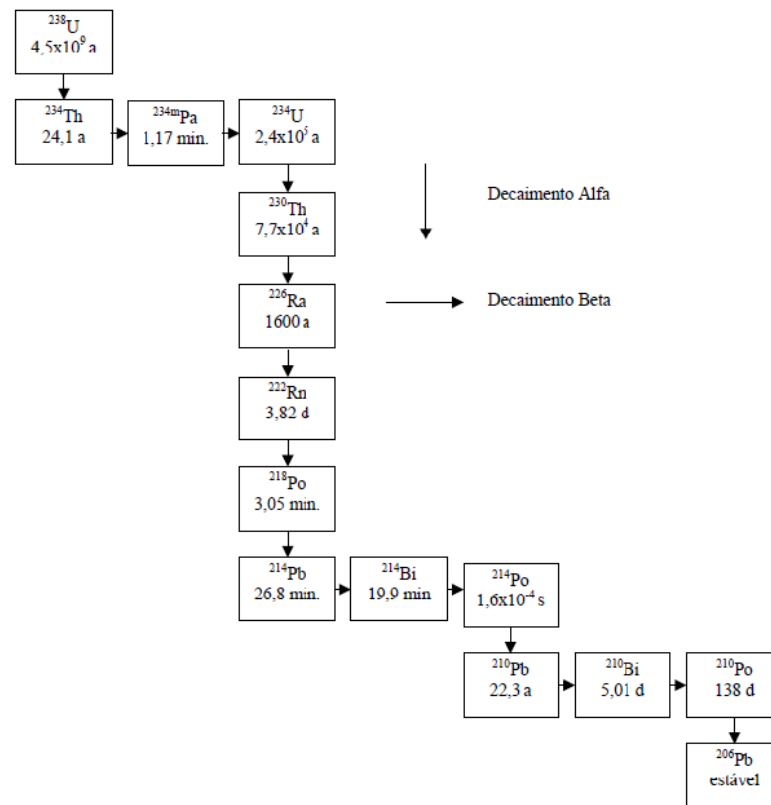 ²³⁸U
4,5x10⁹ a
²³⁴Th
24,1 a
²³⁴ᵐPa
1,17 min.
²³⁴U
2,4x10⁵ a
Decaimento Alfa
²³⁰Th
7,7x10⁴ a
²²⁶Ra
1600 a
Decaimento Beta
²²²Rn
3,82 d
²¹⁸Po
3,05 min.
²¹⁴Pb
26,8 min.
²¹⁴Bi
19,9 min
²¹⁴Po
1,6x10⁻⁴ s
²¹⁰Pb
22,3 a
²¹⁰Bi
5,01 d
²¹⁰Po
138 d
²⁰⁶Pb
estável